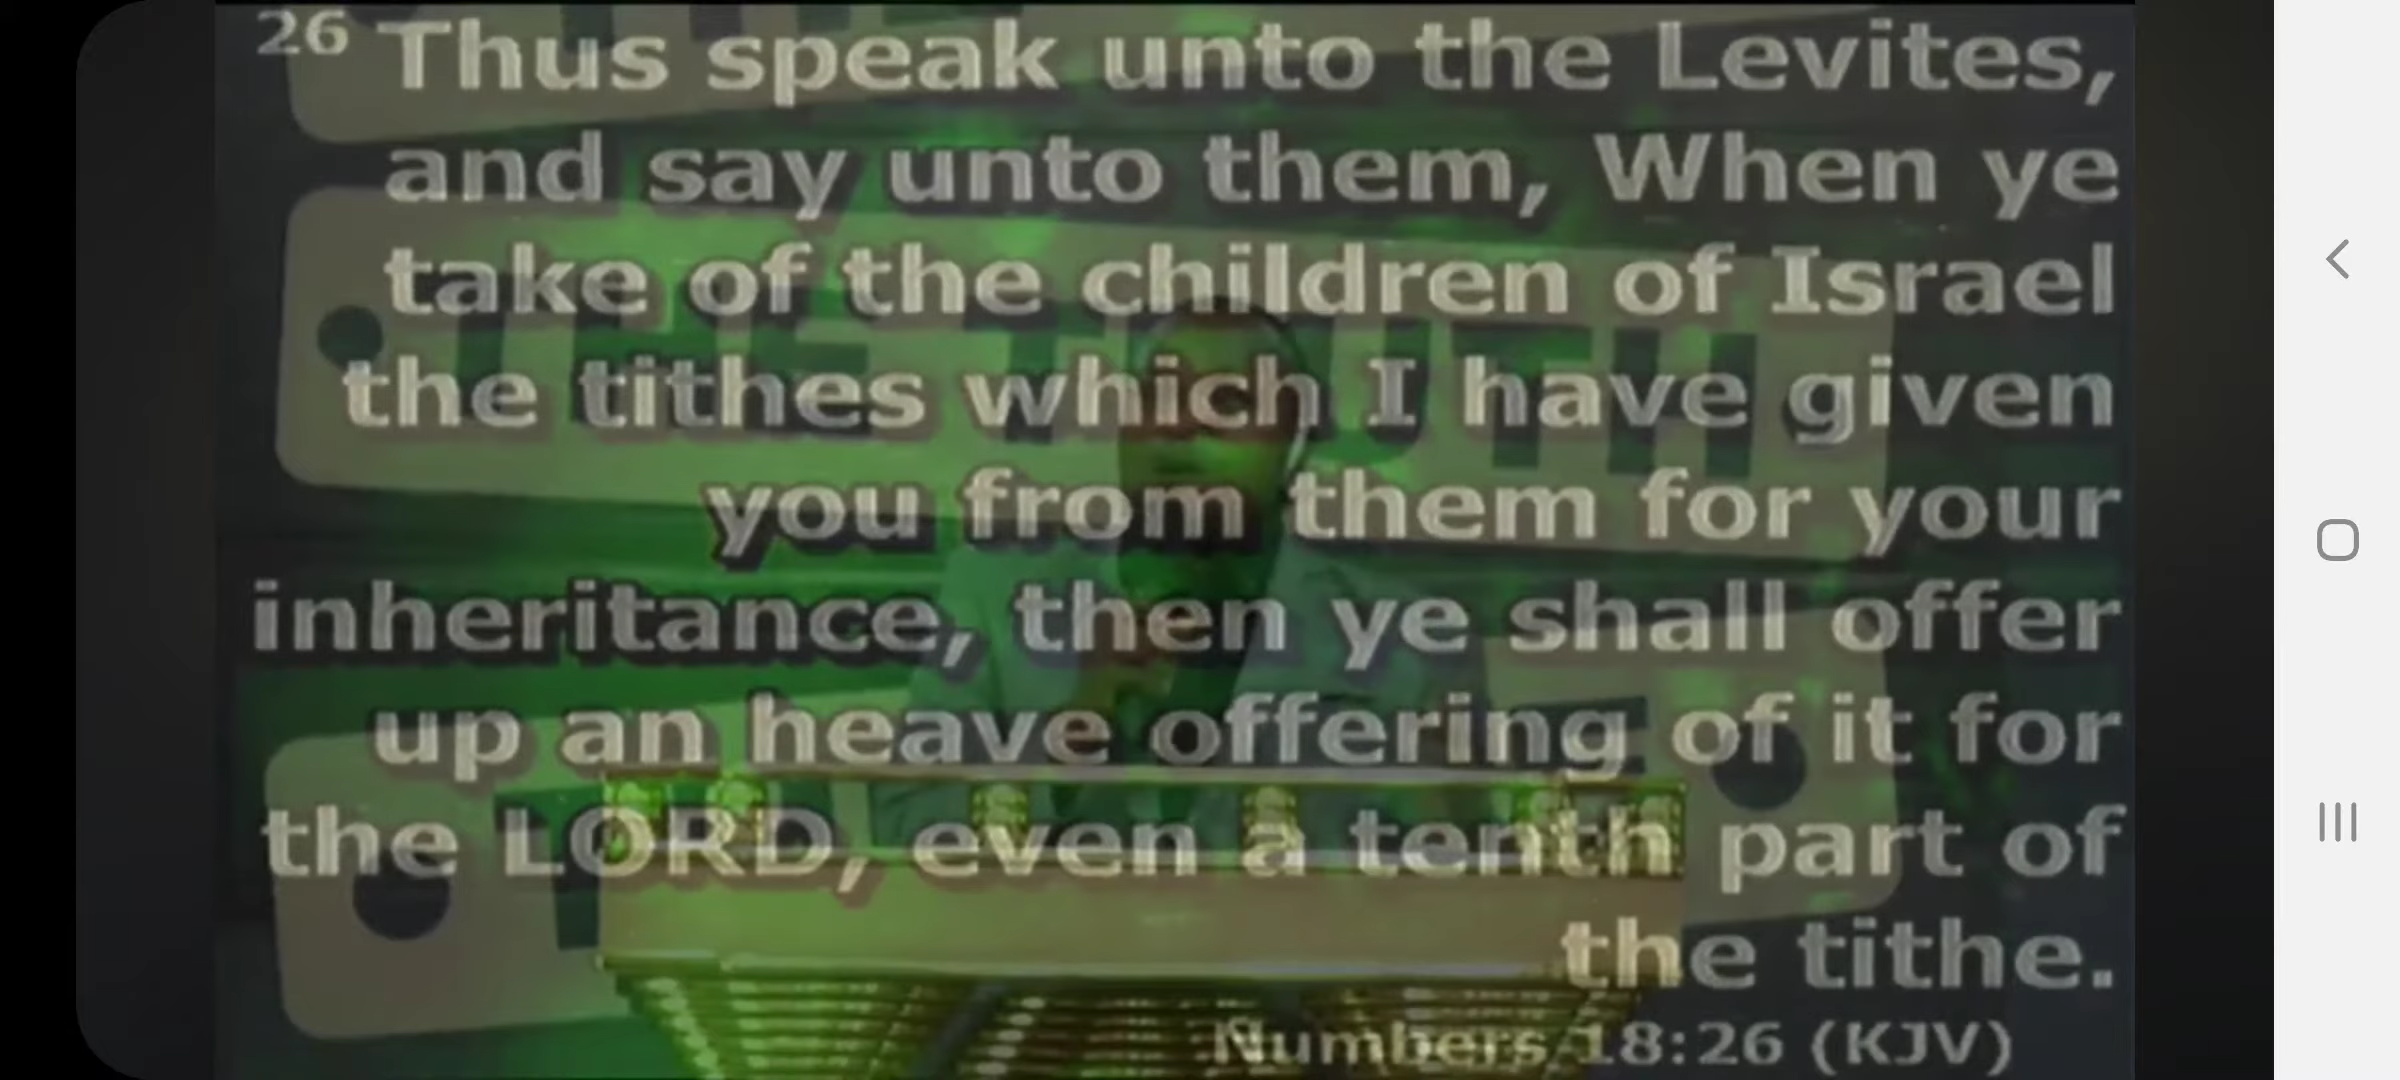 26 Thus speak unto the Levites,
and say unto them, When ye
take of the children of Israel
the tithes which I have given
you from them for your
inheritance, then ye shall offer
up an heave offering of it for
the LORD, even a tenth part of
the tithe.
Numbers 18:26 (KJV)
THE TRUTH